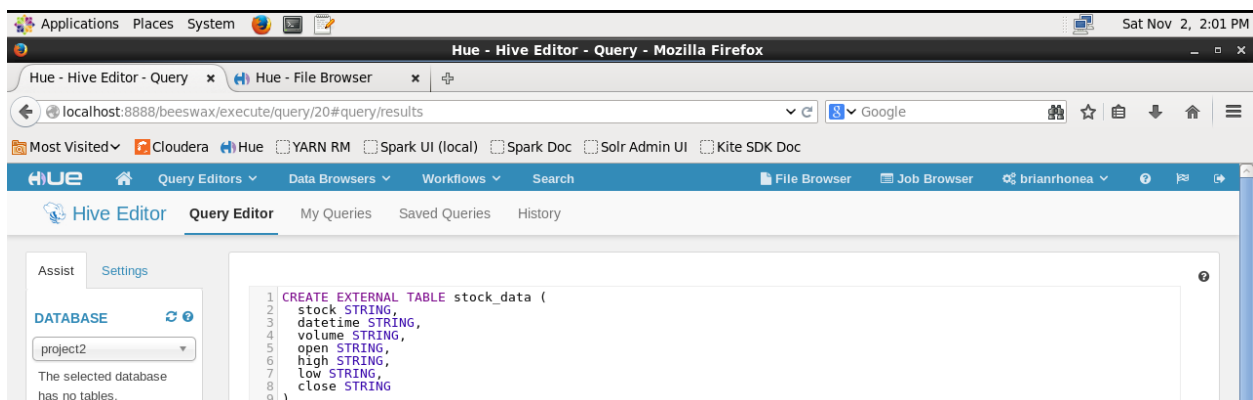 Applications Places System Sat Nov 2, 2:01 PM
Hue - Hive Editor - Query - Mozilla Firefox
Hue - Hive Editor - Query Hue - File Browser
localhost:8888/beeswax/execute/query/20#query/results Google
Most Visited Cloudera Hue YARN RM Spark UI (local) Spark Doc Solr Admin UI Kite SDK Doc
HUE Query Editors Data Browsers Workflows Search File Browser Job Browser brianrhonea
Hive Editor Query Editor My Queries Saved Queries History
Assist Settings
DATABASE
project2
The selected database
has no tables.
1 CREATE EXTERNAL TABLE stock_data (
2 stock STRING,
3 datetime STRING,
4 volume STRING,
5 open STRING,
6 high STRING,
7 low STRING,
8 close STRING
9 )